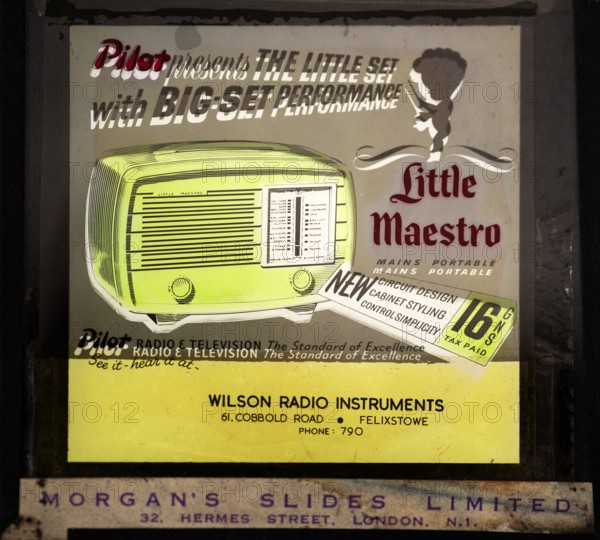 Pilot presents THE LITTLE SET
with BIG-SET PERFORMANCE
Little
Maestro
MAINS PORTABLE
LITTLE MAESTRO
NEW CIRCUIT DESIGN
CABINET STYLING
CONTROL SIMPLICITY
16 GNS
TAX PAID
Pilot RADIO & TELEVISION The Standard of Excellence
See it - hear it at -
WILSON RADIO INSTRUMENTS
61, COBBOLD ROAD • FELIXSTOWE
PHONE: 790
MORGAN'S SLIDES LIMITED
32, HERMES STREET, LONDON, N.1.